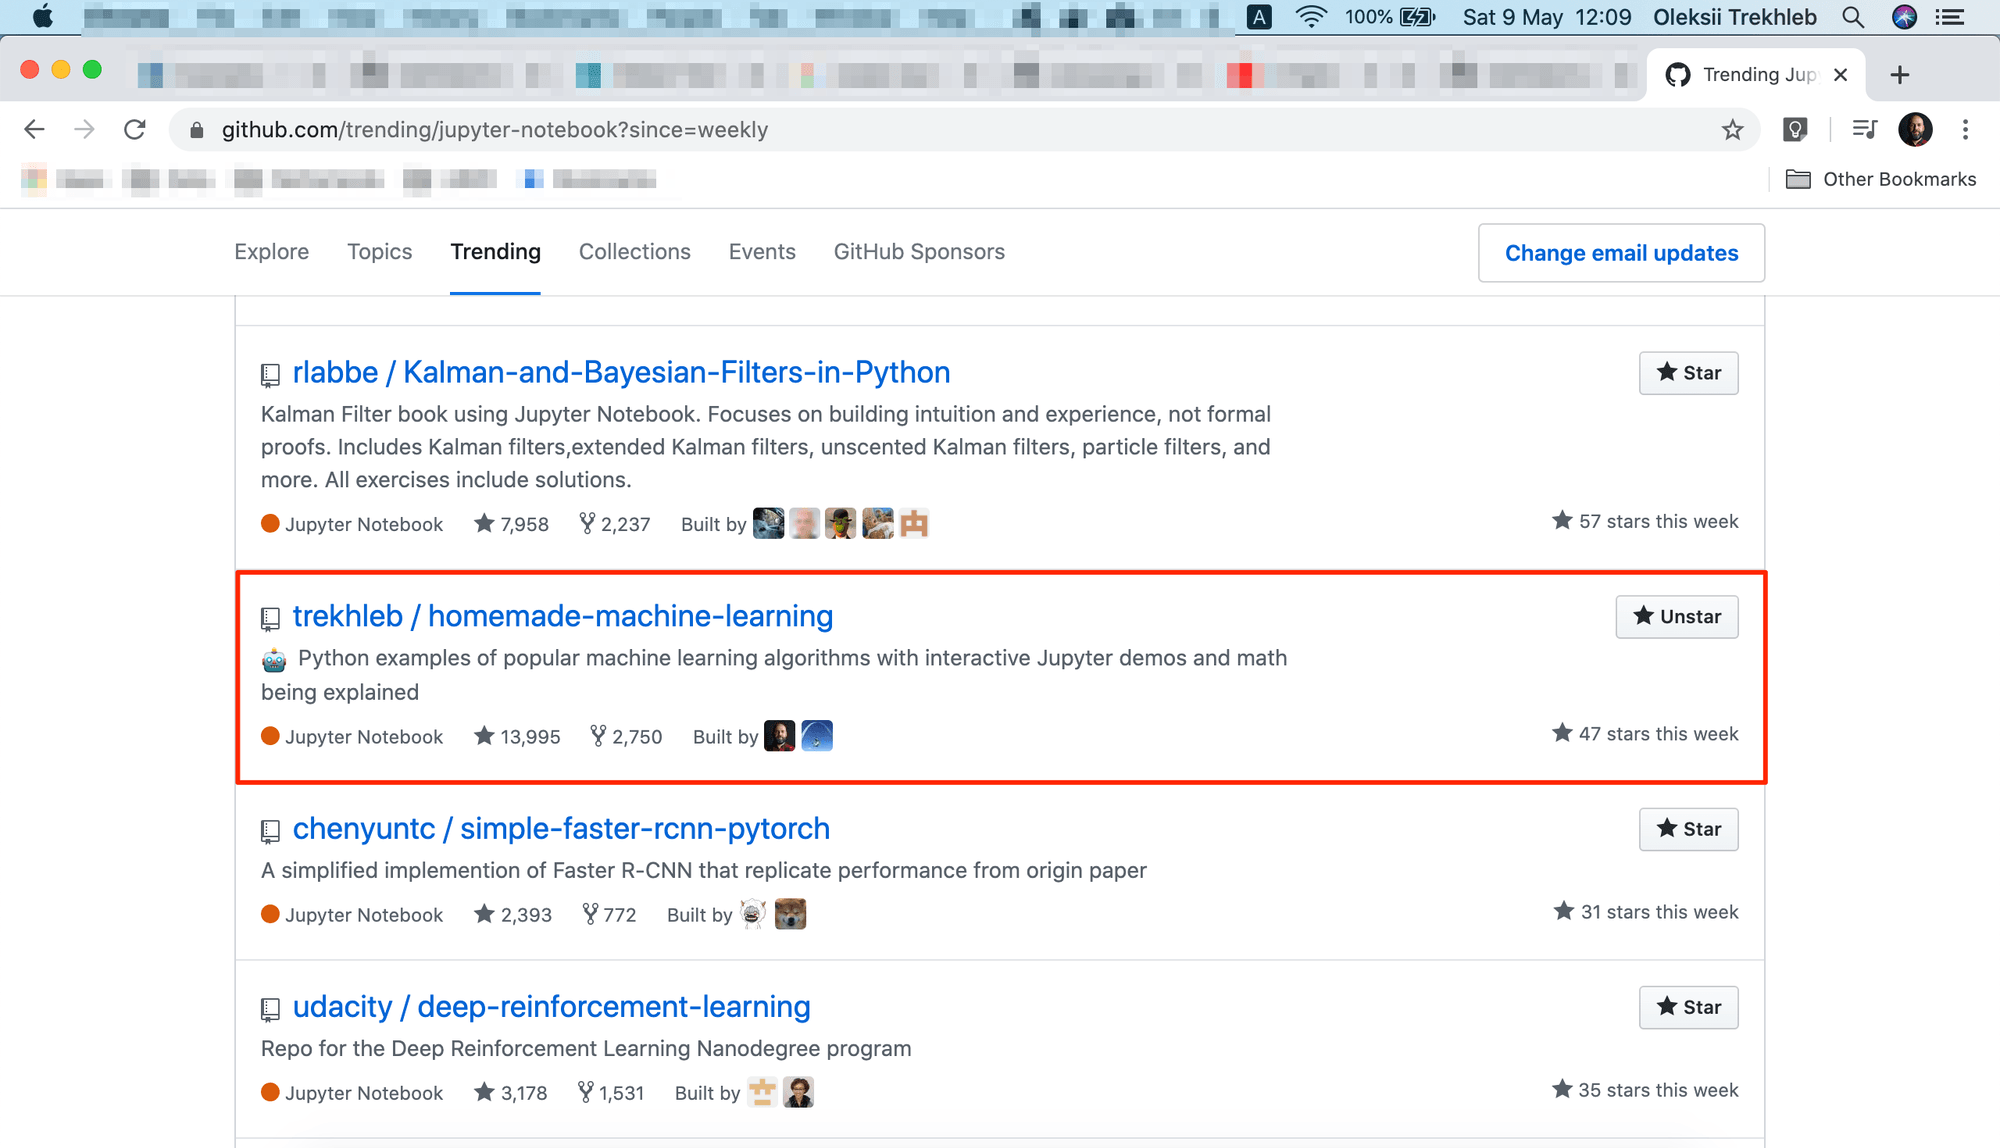 A 100% Sat 9 May 12:09 Oleksii Trekhleb
Trending Jup
github.com/trending/jupyter-notebook?since=weekly
Other Bookmarks
Explore Topics Trending Collections Events GitHub Sponsors Change email updates
rlabbe / Kalman-and-Bayesian-Filters-in-Python Star
Kalman Filter book using Jupyter Notebook. Focuses on building intuition and experience, not formal
proofs. Includes Kalman filters,extended Kalman filters, unscented Kalman filters, particle filters, and
more. All exercises include solutions.
Jupyter Notebook 7,958 2,237 Built by 57 stars this week
trekhleb / homemade-machine-learning Unstar
Python examples of popular machine learning algorithms with interactive Jupyter demos and math
being explained
Jupyter Notebook 13,995 2,750 Built by 47 stars this week
chenyuntc / simple-faster-rcnn-pytorch Star
A simplified implemention of Faster R-CNN that replicate performance from origin paper
Jupyter Notebook 2,393 772 Built by 31 stars this week
udacity / deep-reinforcement-learning Star
Repo for the Deep Reinforcement Learning Nanodegree program
Jupyter Notebook 3,178 1,531 Built by 35 stars this week